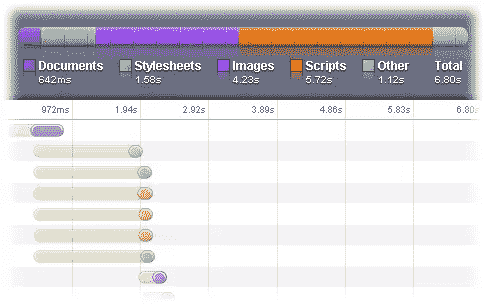 Documents Stylesheets Images Scripts Other Total
642ms 1.58s 4.23s 5.72s 1.12s 6.80s
972ms 1.94s 2.92s 3.89s 4.86s 5.83s 6.80s